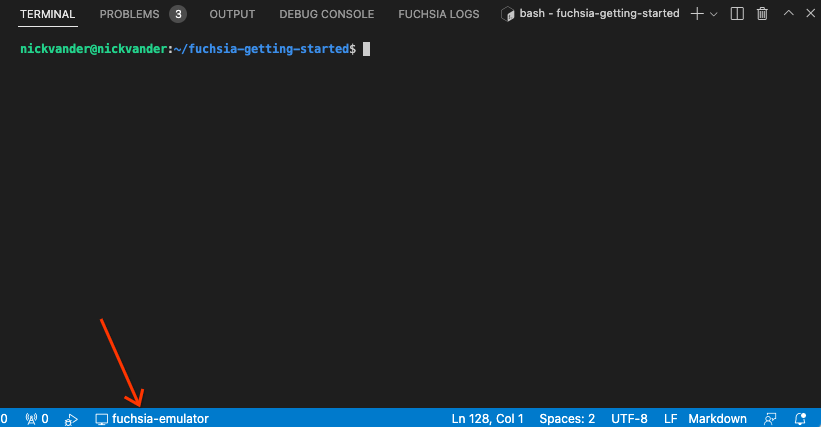 TERMINAL PROBLEMS 3 OUTPUT DEBUG CONSOLE FUCHSIA LOGS bash - fuchsia-getting-started
nickvander@nickvander:~/fuchsia-getting-started$
0 0 fuchsia-emulator Ln 128, Col 1 Spaces: 2 UTF-8 LF Markdown